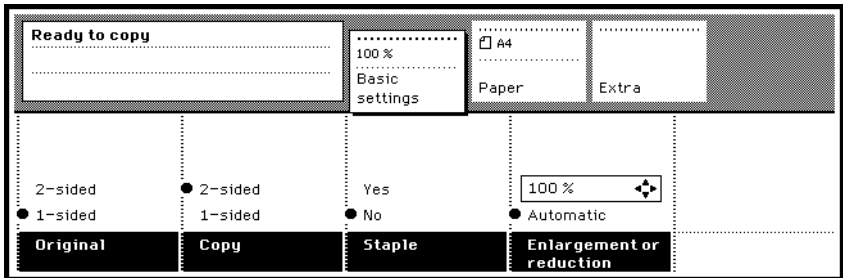 Ready to copy
100 %
Basic
settings
A4
Paper
Extra
2-sided
1-sided
Original
2-sided
1-sided
Copy
Yes
No
Staple
100 %
Automatic
Enlargement or
reduction